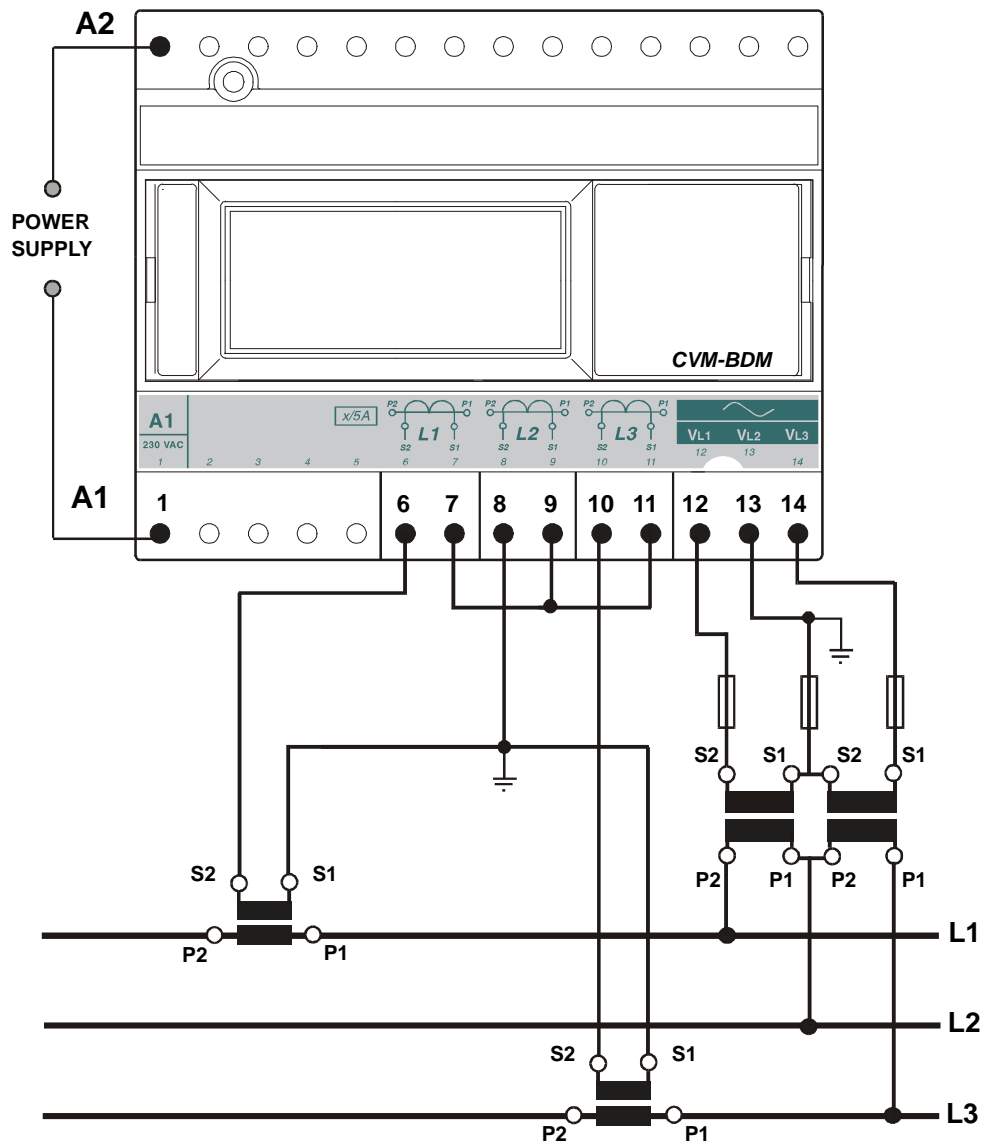 A2
POWER
SUPPLY
CVM-BDM
A1
230 VAC
x/5A
P2 P1 P2 P1 P2 P1
L1 L2 L3
S2 S1 S2 S1 S2 S1
VL1 VL2 VL3
1 2 3 4 5 6 7 8 9 10 11 12 13 14
A1
1 6 7 8 9 10 11 12 13 14
S2 S1 S2 S1
P2 P1 P2 P1
S2 S1
P2 P1
L1
L2
S2 S1
P2 P1
L3